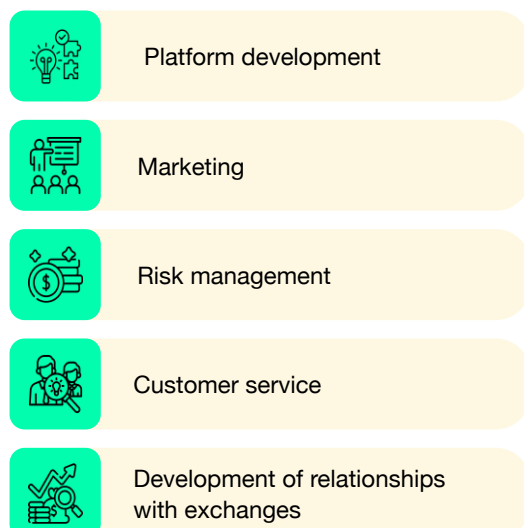 Platform development
Marketing
Risk management
Customer service
Development of relationships
with exchanges